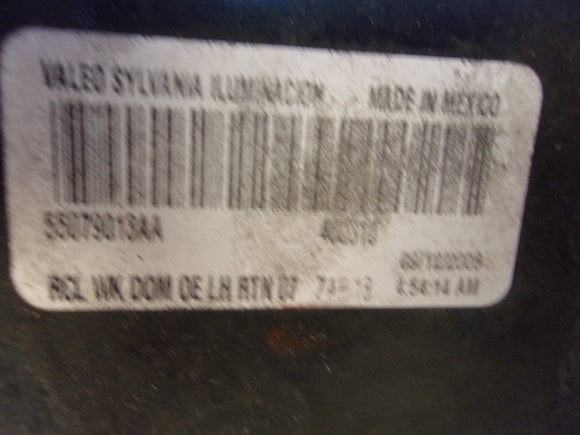 VALEO SYLVANIA ILUMINACION MADE IN MEXICO
55079013AA
RCL WK DOM OE LH RTN 07 4:54:14 AM